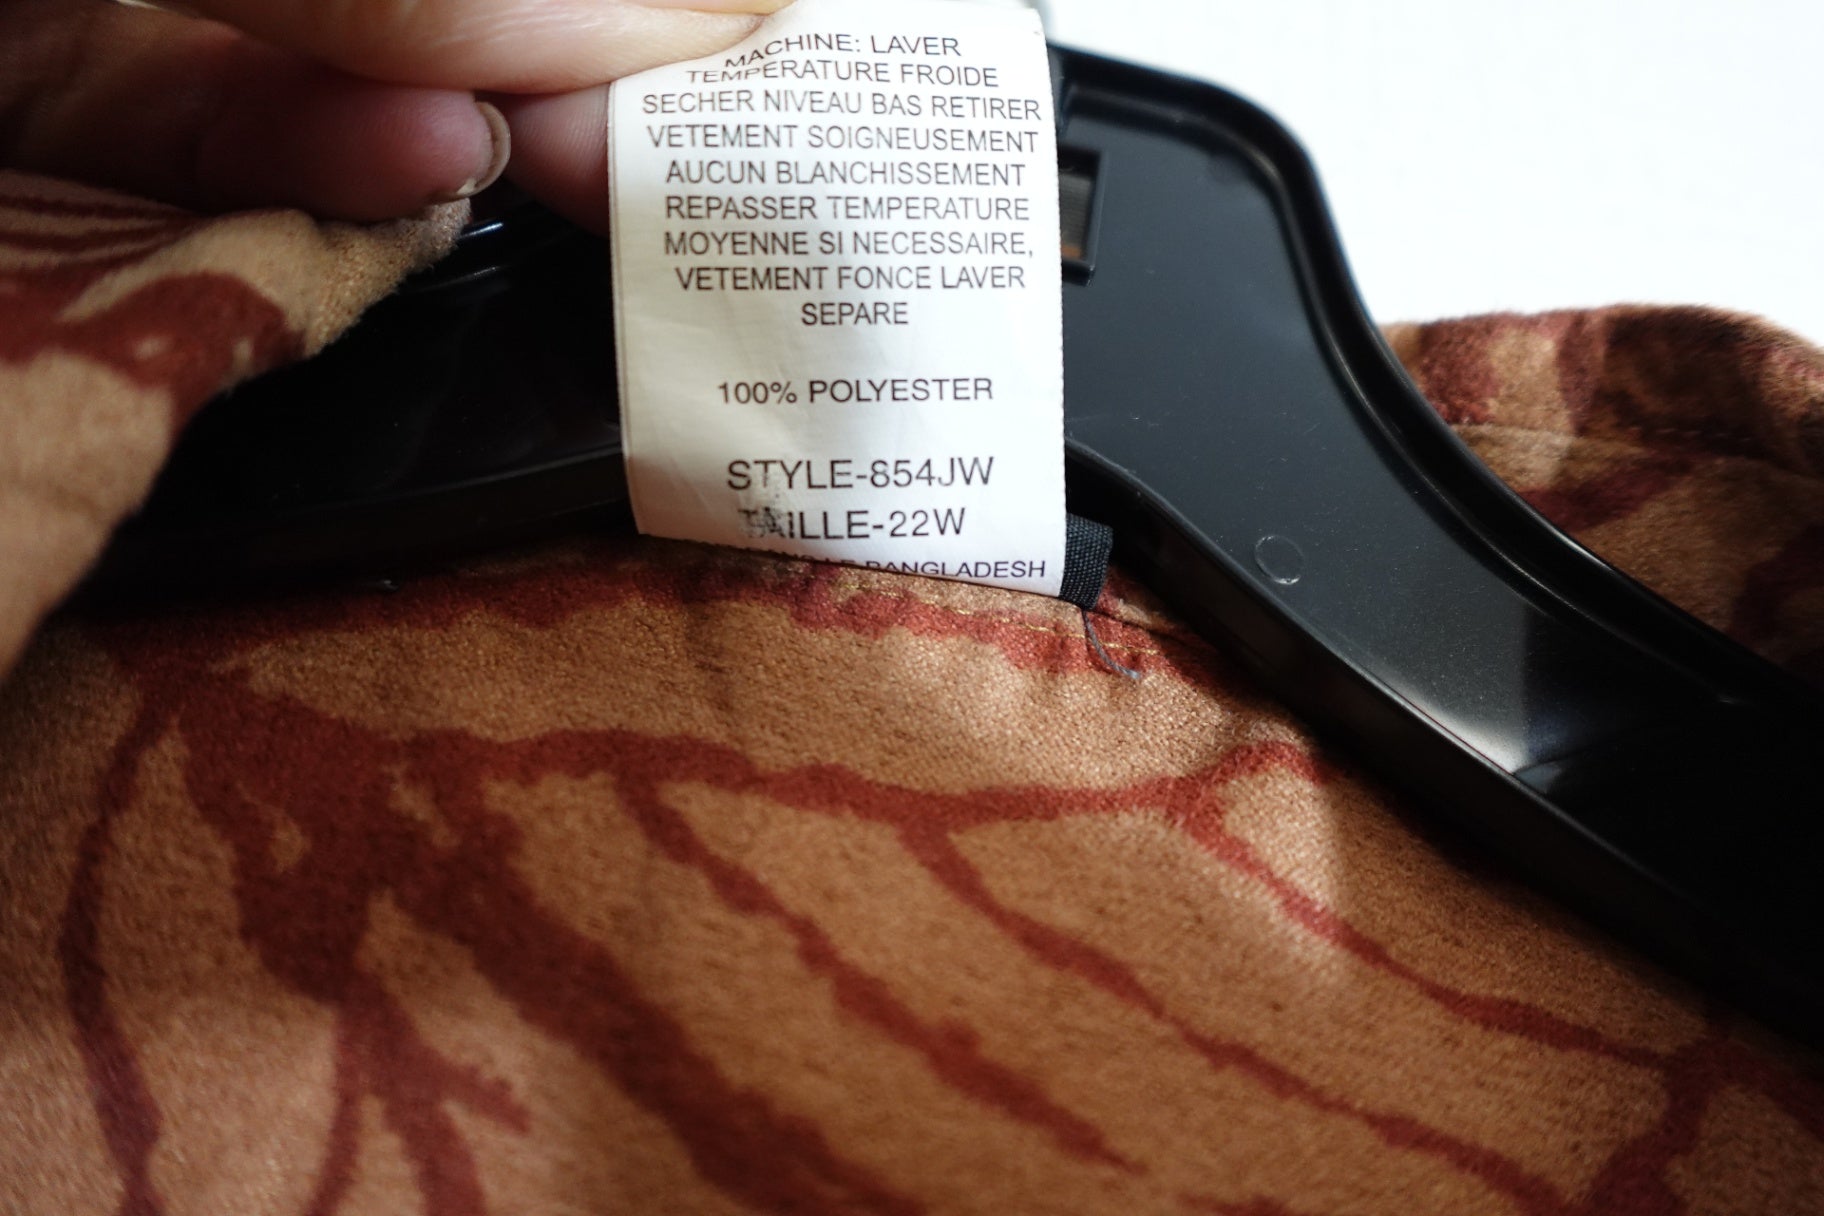 MACHINE: LAVER
TEMPERATURE FROIDE
SECHER NIVEAU BAS RETIRER
VETEMENT SOIGNEUSEMENT
AUCUN BLANCHISSEMENT
REPASSER TEMPERATURE
MOYENNE SI NECESSAIRE,
VETEMENT FONCE LAVER
SEPARE
100% POLYESTER
STYLE-854JW
TAILLE-22W
BANGLADESH